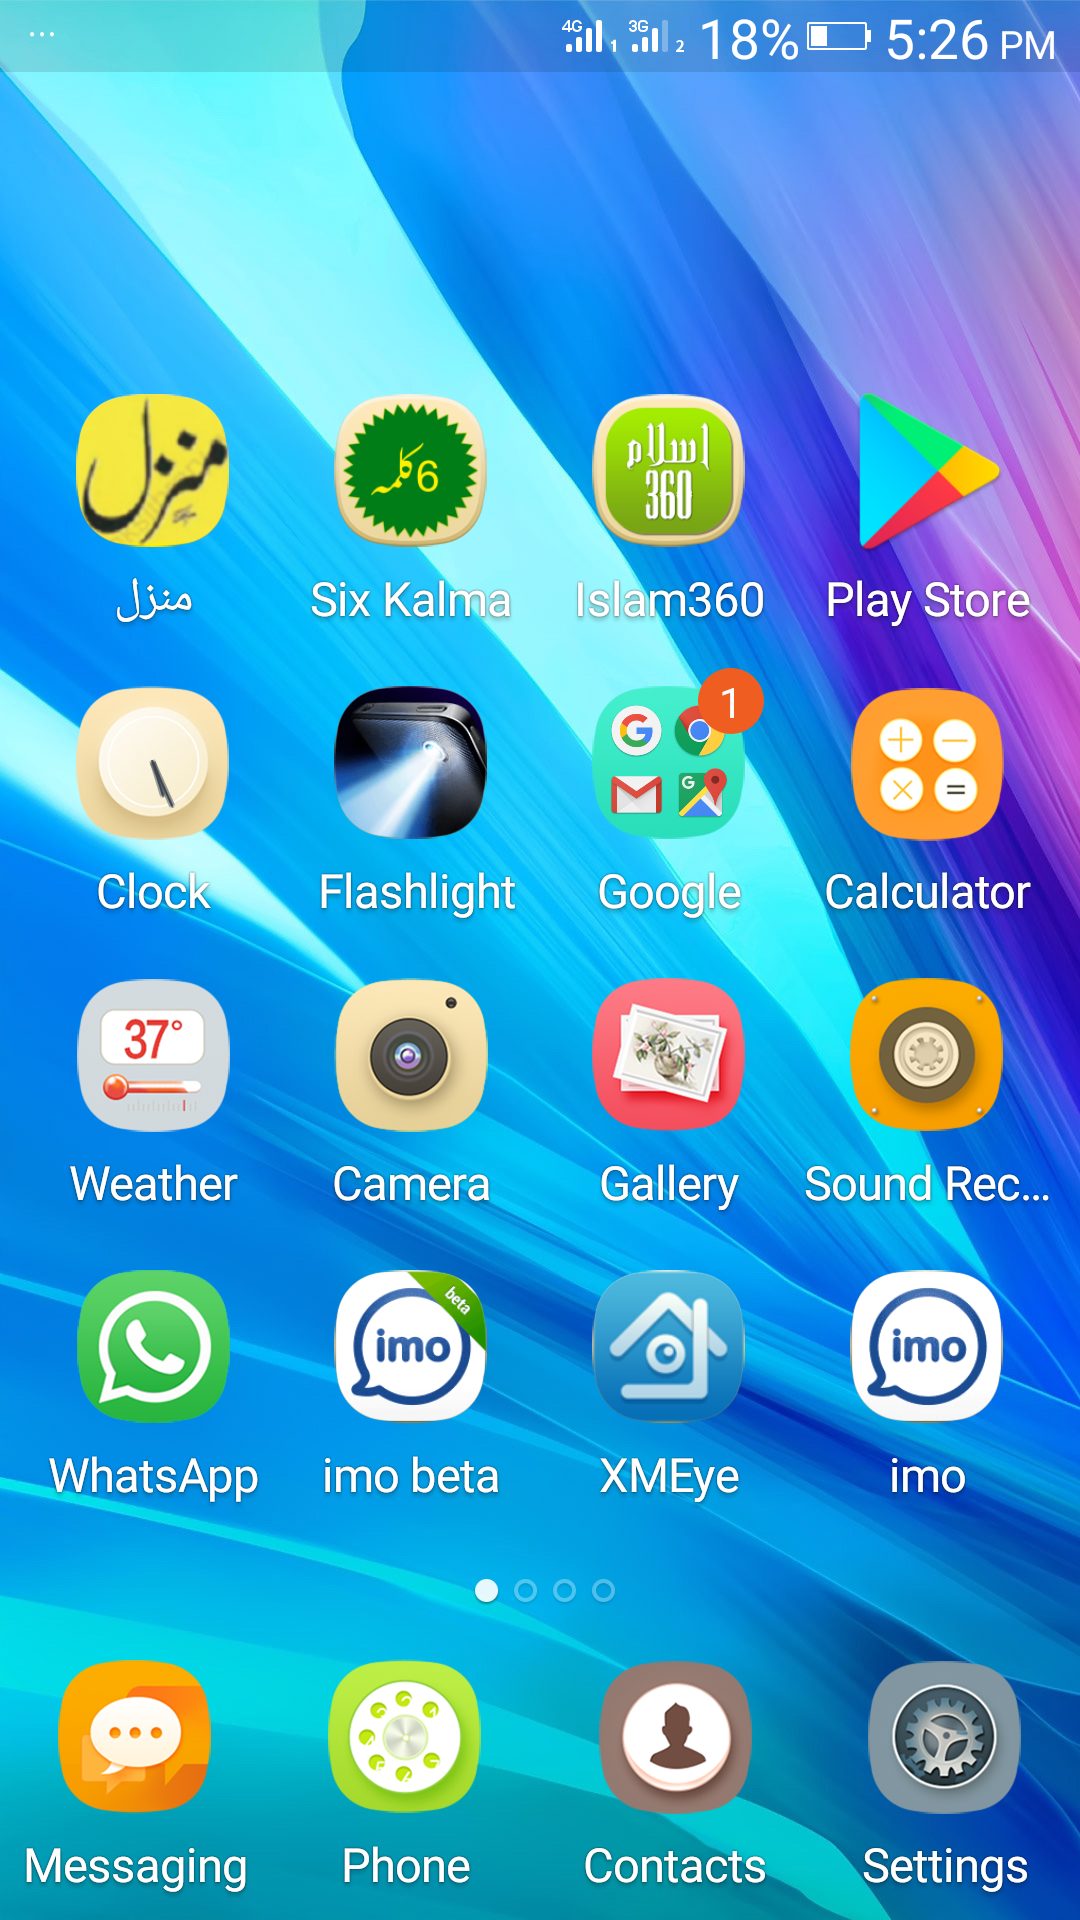 ... 4G 1 3G 2 18% 5:26 PM
منزل 6 کلمہ اسلام 360
منزل Six Kalma Islam360 Play Store
1
G
Clock Flashlight Google Calculator
37°
Weather Camera Gallery Sound Rec...
imo beta imo
WhatsApp imo beta XMEye imo
Messaging Phone Contacts Settings